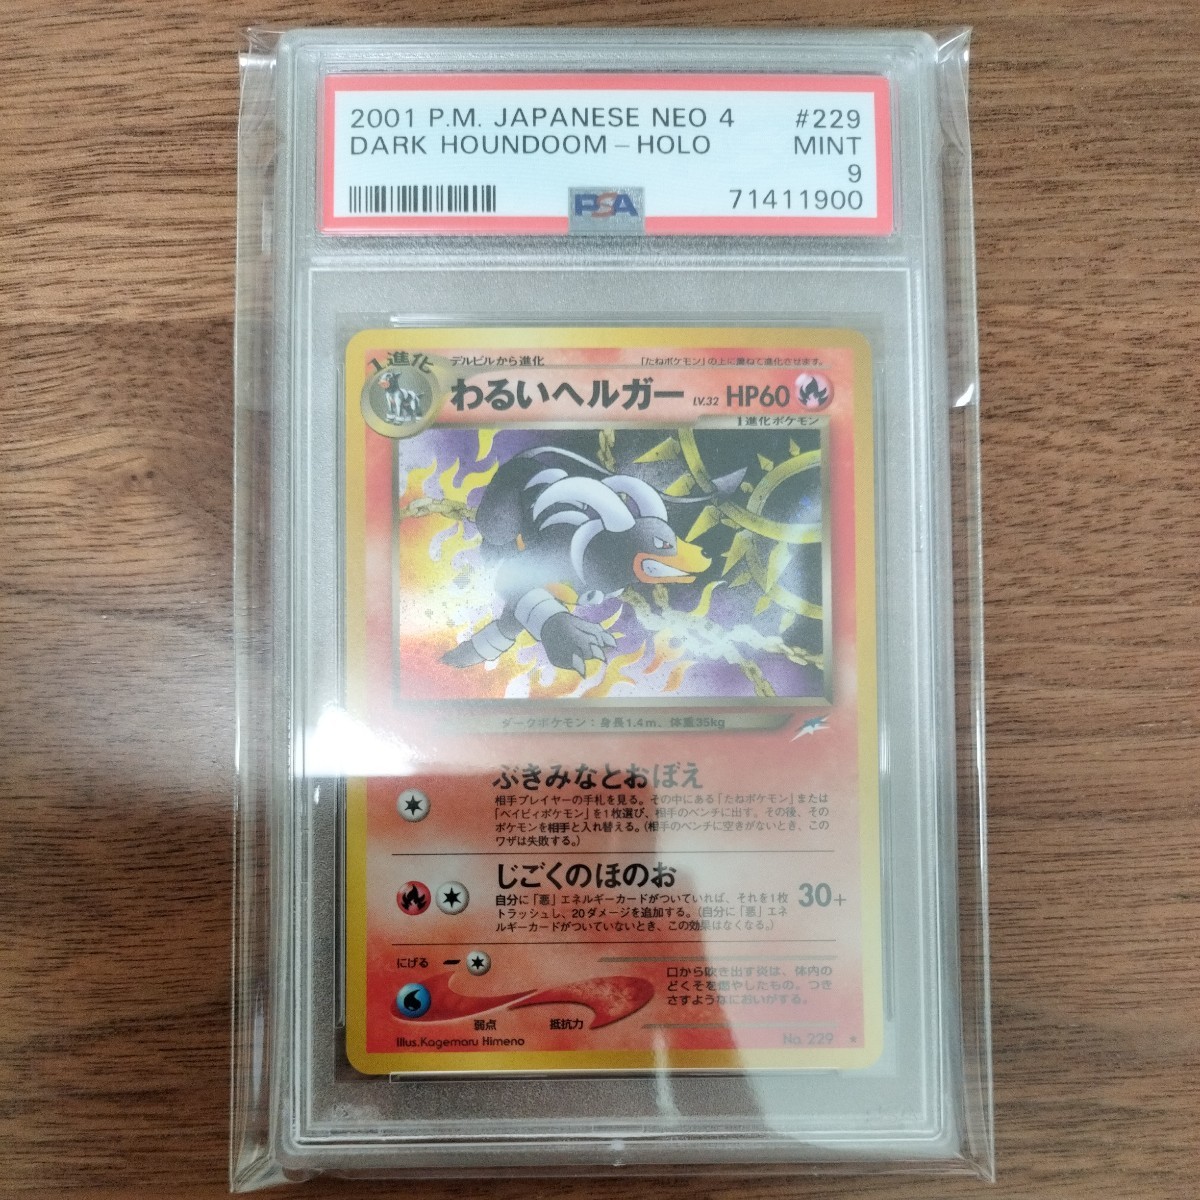 2001 P.M. JAPANESE NEO 4 #229
DARK HOUNDOOM-HOLO MINT
9
PSA 71411900
1進化
デルビルから進化 「たねポケモン」の上に重ねて進化させます。
わるいヘルガー LV.32 HP60
1進化ポケモン
ダークポケモン:身長1.4m、体重35kg
ぶきみなとおぼえ
相手プレイヤーの手札を見る。その中にある「たねポケモン」または
「ベイビィポケモン」を1枚選び、相手のベンチに出す。その後、その
ポケモンを相手と入れ替える。(相手のベンチに空きがないとき、この
ワザは失敗する。)
じごくのほのお 30+
自分に「悪」エネルギーカードがついていれば、それを1枚
トラッシュし、20ダメージを追加する。(自分に「悪」エネ
ルギーカードがついていないとき、この効果はなくなる。)
にげる
口から吹き出す炎は、体内の
どくそを燃やしたもの。つき
さすようなにおいがする。
弱点 抵抗力
Illus.Kagemaru Himeno No.229